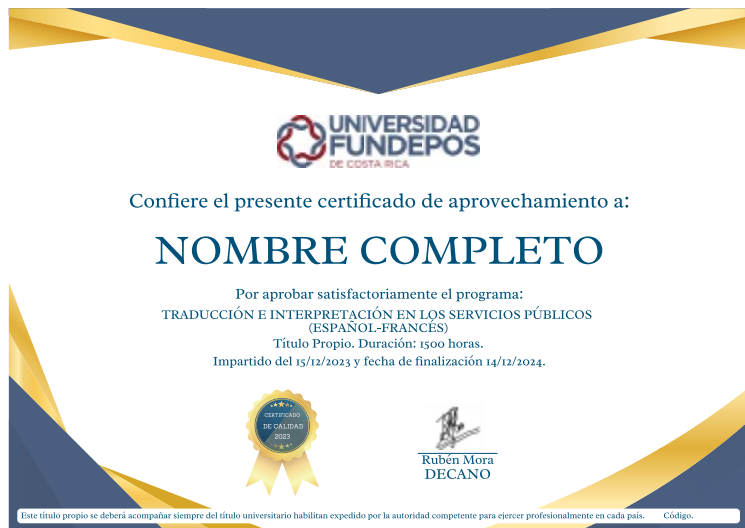 UNIVERSIDAD
FUNDEPOS
DE COSTA RICA
Confiere el presente certificado de aprovechamiento a:
NOMBRE COMPLETO
Por aprobar satisfactoriamente el programa:
TRADUCCIÓN E INTERPRETACIÓN EN LOS SERVICIOS PÚBLICOS
(ESPAÑOL-FRANCÉS)
Título Propio. Duración: 1500 horas.
Impartido del 15/12/2023 y fecha de finalización 14/12/2024.
CERTIFICADO
DE CALIDAD
2023
Rubén Mora
DECANO
Este título propio se deberá acompañar siempre del título universitario habilitan expedido por la autoridad competente para ejercer profesionalmente en cada país. Código.